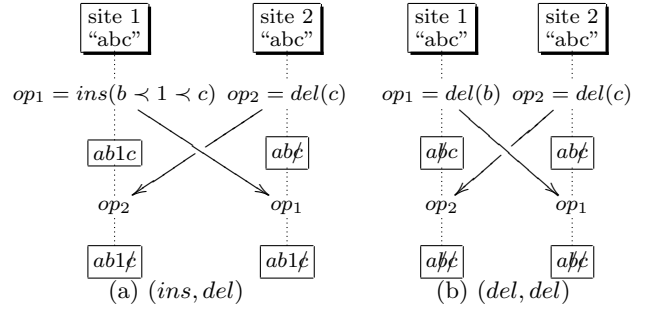 site 1 site 2 site 1 site 2
“abc” “abc” “abc” “abc”
op₁ = ins(b ≺ 1 ≺ c) op₂ = del(c) op₁ = del(b) op₂ = del(c)
ab1c abc̸ ab̸c abc̸
op₂ op₁ op₂ op₁
ab1c̸ ab1c̸ ab̸c̸ ab̸c̸
(a) (ins, del) (b) (del, del)